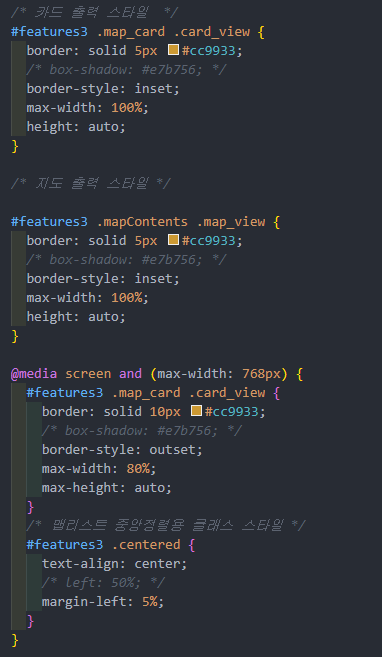 /* 카드 출력 스타일  */
#features3 .map_card .card_view {
  border: solid 5px #cc9933;
  /* box-shadow: #e7b756; */
  border-style: inset;
  max-width: 100%;
  height: auto;
}

/* 지도 출력 스타일 */

#features3 .mapContents .map_view {
  border: solid 5px #cc9933;
  /* box-shadow: #e7b756; */
  border-style: inset;
  max-width: 100%;
  height: auto;
}

@media screen and (max-width: 768px) {
  #features3 .map_card .card_view {
    border: solid 10px #cc9933;
    /* box-shadow: #e7b756; */
    border-style: outset;
    max-width: 80%;
    max-height: auto;
  }
  /* 맵리스트 중앙정렬용 클래스 스타일 */
  #features3 .centered {
    text-align: center;
    /* left: 50%; */
    margin-left: 5%;
  }
}